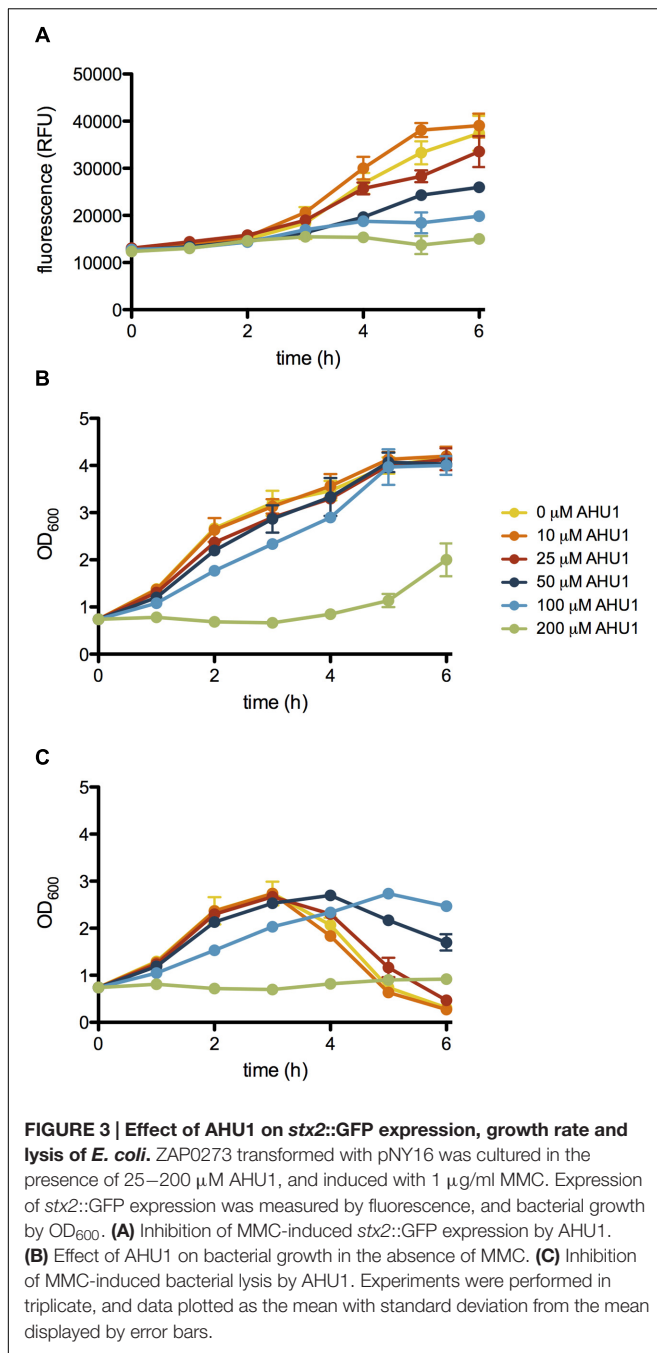 A
50000
40000
30000
20000
10000
0
fluorescence (RFU)
0 2 4 6
time (h)
B
5
4
3
2
1
0
OD600
0 2 4 6
time (h)
0 μM AHU1
10 μM AHU1
25 μM AHU1
50 μM AHU1
100 μM AHU1
200 μM AHU1
C
5
4
3
2
1
0
OD600
0 2 4 6
time (h)
FIGURE 3 | Effect of AHU1 on stx2::GFP expression, growth rate and
lysis of E. coli. ZAP0273 transformed with pNY16 was cultured in the
presence of 25–200 μM AHU1, and induced with 1 μg/ml MMC. Expression
of stx2::GFP expression was measured by fluorescence, and bacterial growth
by OD600. (A) Inhibition of MMC-induced stx2::GFP expression by AHU1.
(B) Effect of AHU1 on bacterial growth in the absence of MMC. (C) Inhibition
of MMC-induced bacterial lysis by AHU1. Experiments were performed in
triplicate, and data plotted as the mean with standard deviation from the mean
displayed by error bars.